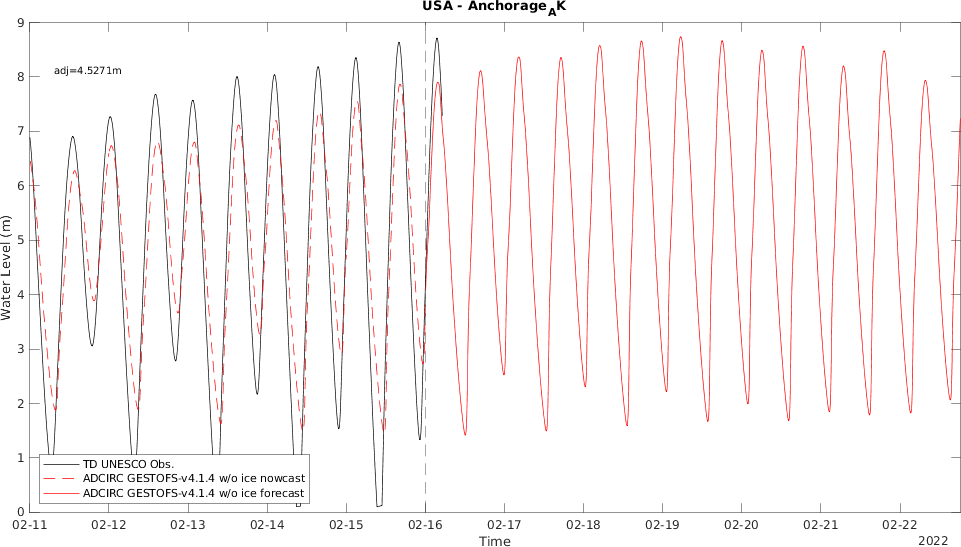 USA - Anchorage_AK
adj=4.5271m
9
8
7
6
5
4
3
2
1
0
Water Level (m)
TD UNESCO Obs.
ADCIRC GESTOFS-v4.1.4 w/o ice nowcast
ADCIRC GESTOFS-v4.1.4 w/o ice forecast
02-11 02-12 02-13 02-14 02-15 02-16 02-17 02-18 02-19 02-20 02-21 02-22
Time
2022